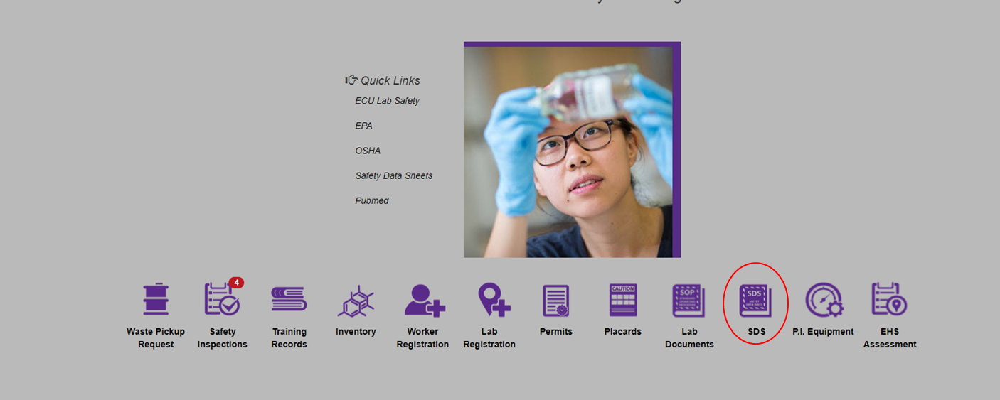 Quick Links
ECU Lab Safety
EPA
OSHA
Safety Data Sheets
Pubmed
4
CAUTION
SOP
SDS
Waste Pickup Request
Safety Inspections
Training Records
Inventory
Worker Registration
Lab Registration
Permits
Placards
Lab Documents
SDS
P.I. Equipment
EHS Assessment